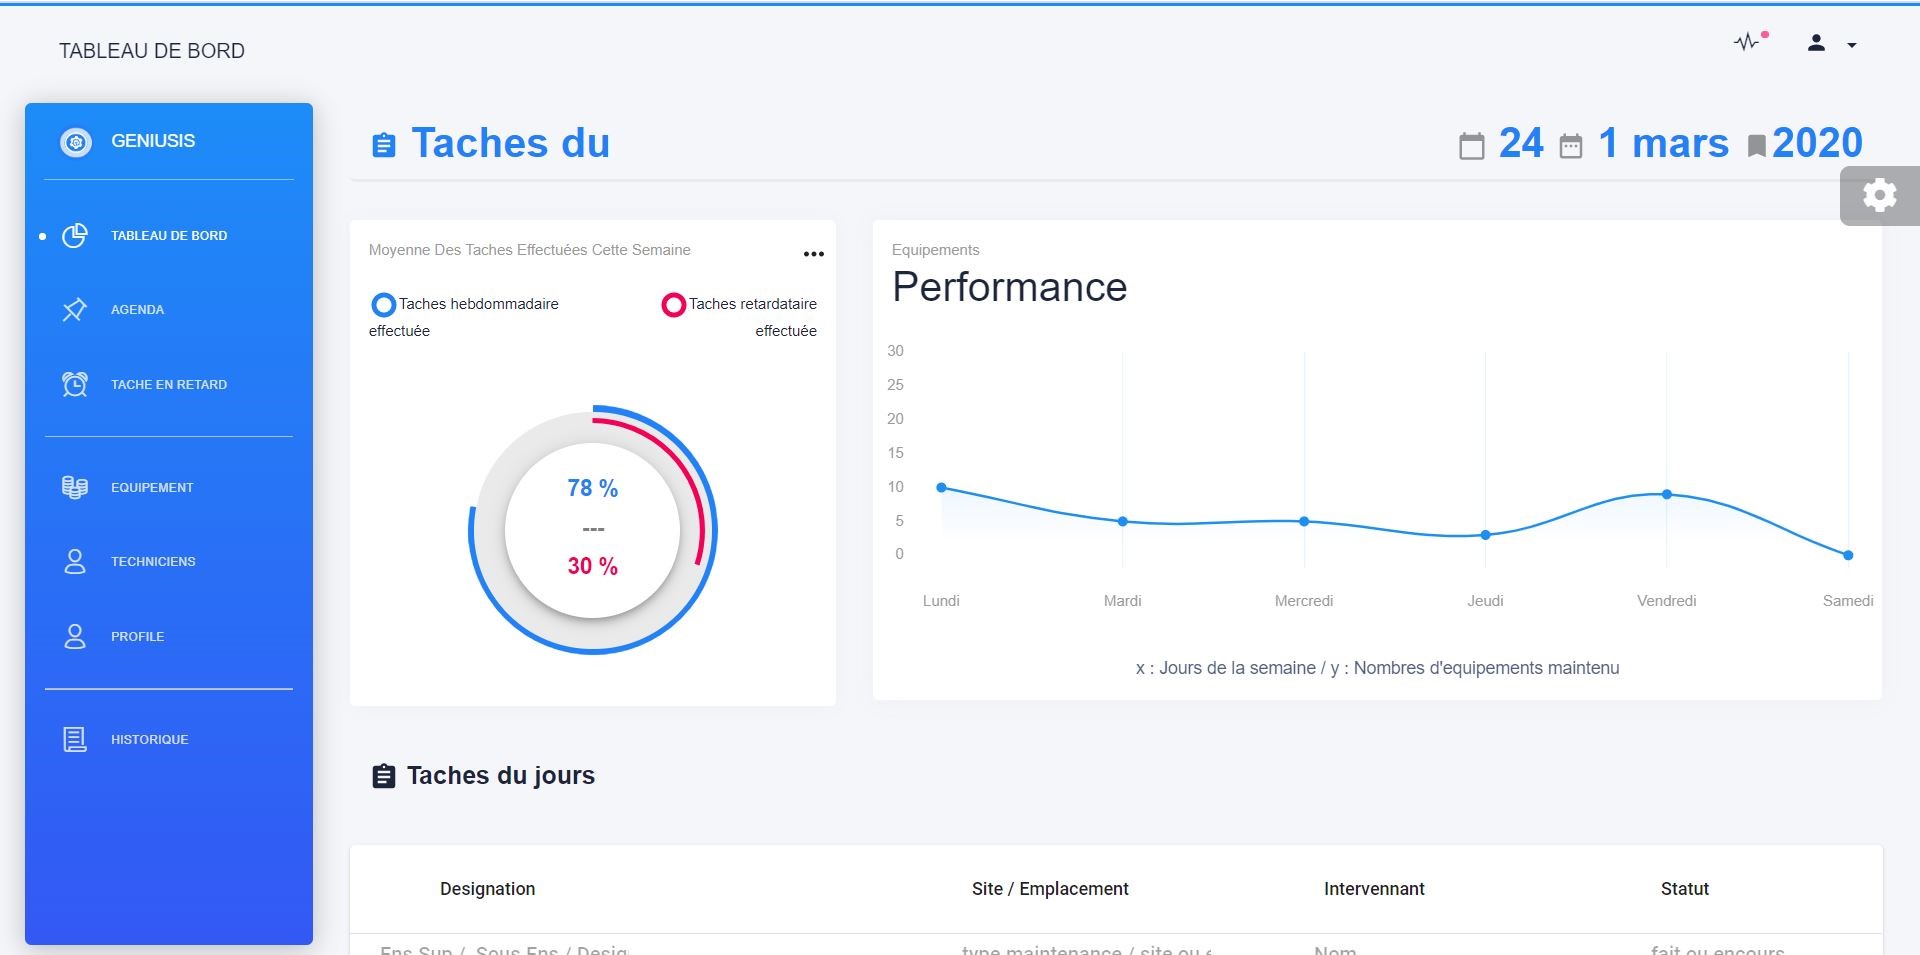 TABLEAU DE BORD
GENIUSIS
TABLEAU DE BORD
AGENDA
TACHE EN RETARD
EQUIPEMENT
TECHNICIENS
PROFILE
HISTORIQUE
Taches du
24 1 mars 2020
Moyenne Des Taches Effectuées Cette Semaine
Taches hebdommadaire
effectuée
Taches retardataire
effectuée
78 %
---
30 %
Equipements
Performance
30
25
20
15
10
5
0
Lundi Mardi Mercredi Jeudi Vendredi Samedi
x : Jours de la semaine / y : Nombres d'equipements maintenu
Taches du jours
Designation Site / Emplacement Intervennant Statut
Ens Sup / Sous Ens / Desig type maintenance / site ou e Nom fait ou encours